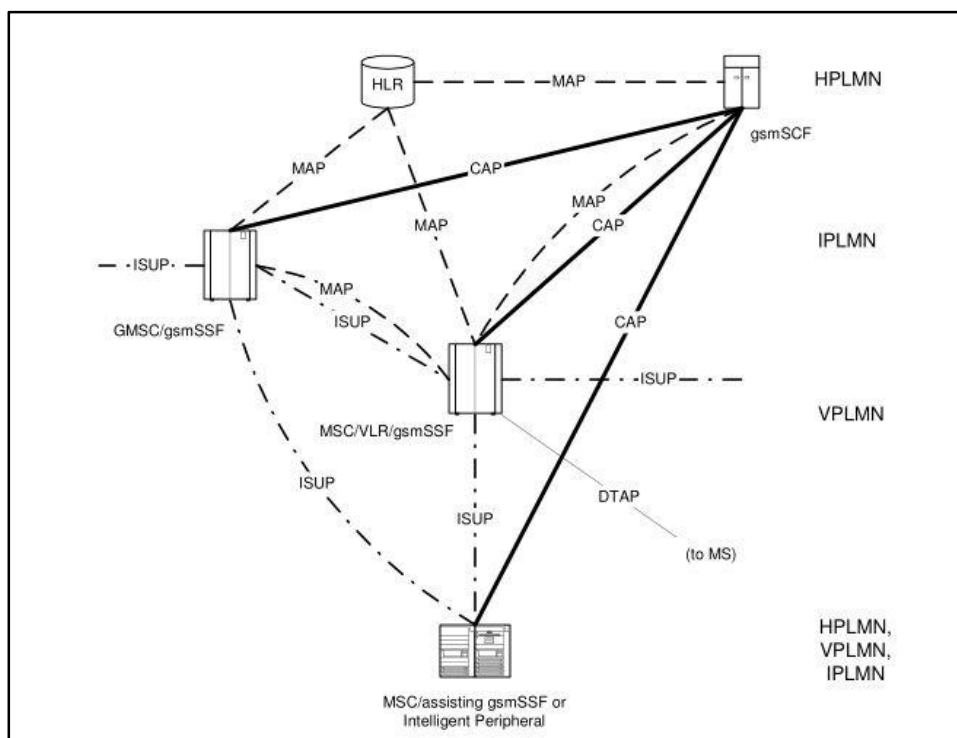 HLR
MAP
HPLMN
gsmSCF
MAP
CAP
MAP
MAP
CAP
IPLMN
ISUP
MAP
ISUP
CAP
GMSC/gsmSSF
ISUP
MSC/VLR/gsmSSF
VPLMN
ISUP
DTAP
ISUP
(to MS)
HPLMN,
VPLMN,
IPLMN
MSC/assisting gsmSSF or
Intelligent Peripheral